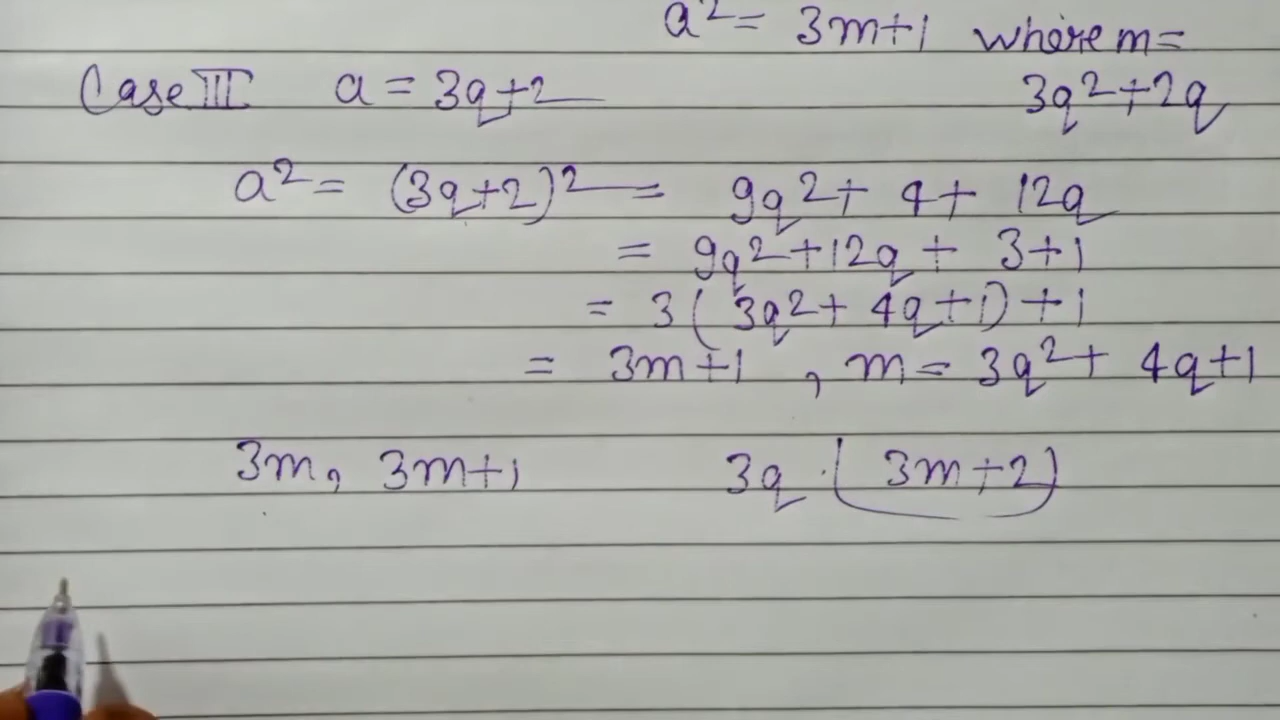 a² = 3m+1 where m=
Case III a = 3q+2 3q²+2q
a² = (3q+2)² = 9q²+ 4+ 12q
= 9q²+12q+ 3+1
= 3(3q²+ 4q+1)+1
= 3m+1 , m= 3q²+ 4q+1
3m, 3m+1 3q . (3m+2)